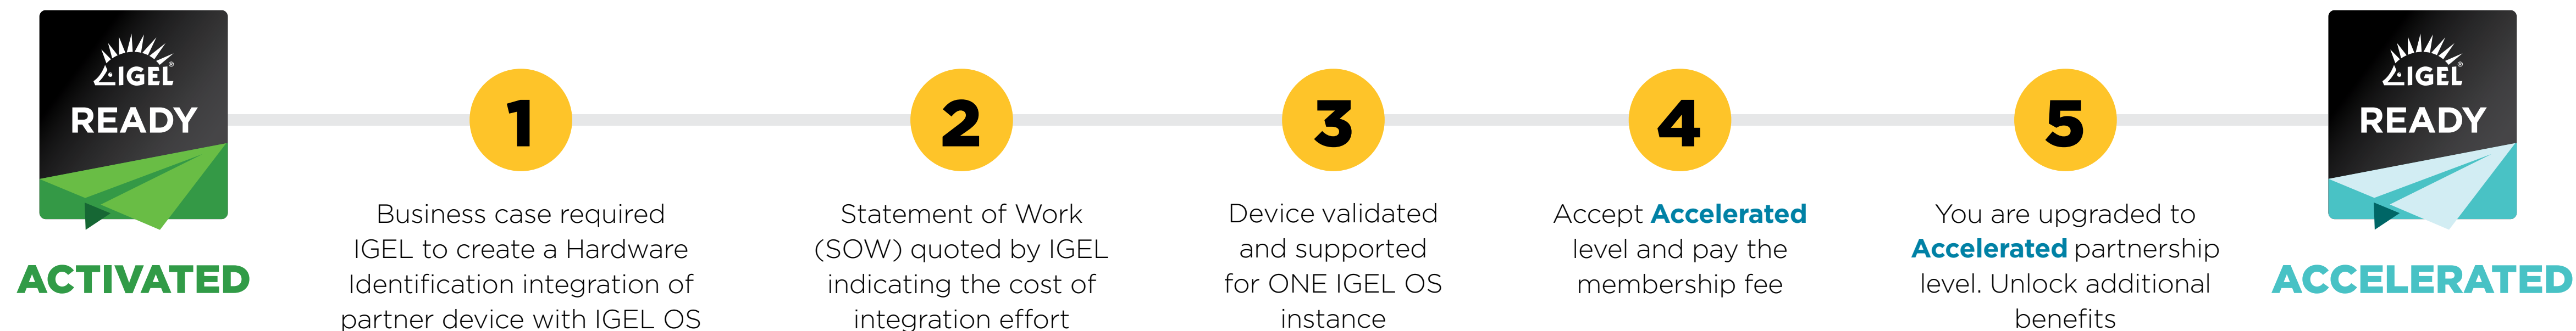 IGEL®
READY
ACTIVATED
1
Business case required
IGEL to create a Hardware
Identification integration of
partner device with IGEL OS
2
Statement of Work
(SOW) quoted by IGEL
indicating the cost of
integration effort
3
Device validated
and supported
for ONE IGEL OS
instance
4
Accept Accelerated
level and pay the
membership fee
5
You are upgraded to
Accelerated partnership
level. Unlock additional
benefits
IGEL®
READY
ACCELERATED